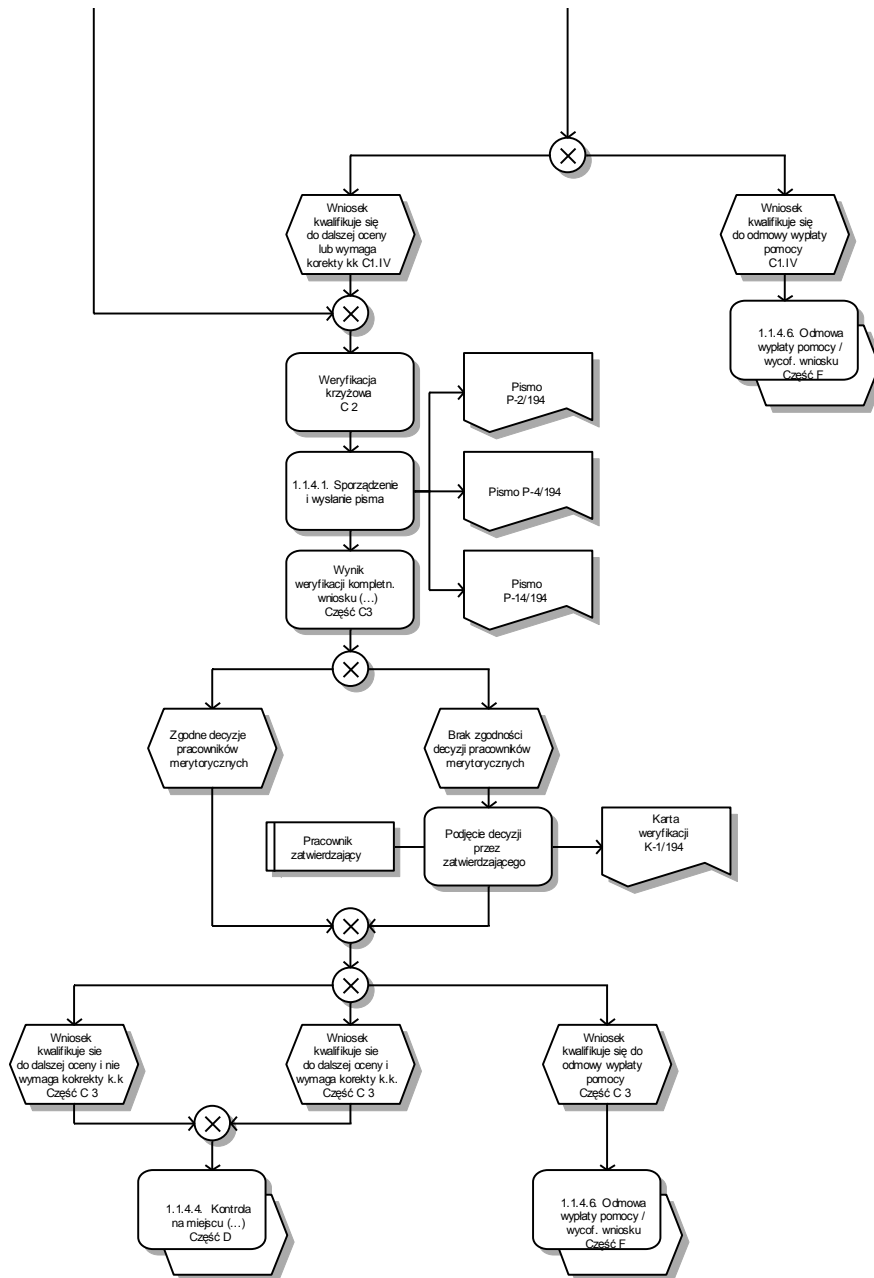 Wniosek
kwalifikuje się
do dalszej oceny
lub wymaga
korekty kk C1.IV
Wniosek
kwalifikuje się
do odmowy wypłaty
pomocy
C1.IV
1.1.4.6. Odmowa
wypłaty pomocy /
wycof. wniosku
Część F
Weryfikacja
krzyżowa
C 2
Pismo
P-2/194
1.1.4.1. Sporządzenie
i wysłanie pisma
Pismo P-4/194
Wynik
weryfikacji kompletn.
wniosku (...)
Część C3
Pismo
P-14/194
Zgodne decyzje
pracowników
merytorycznych
Brak zgodności
decyzji pracowników
merytorycznych
Pracownik
zatwierdzający
Podjęcie decyzji
przez
zatwierdzającego
Karta
weryfikacji
K-1/194
Wniosek
kwalifikuje sie
do dalszej oceny i nie
wymaga kokrekty k.k
Część C 3
Wniosek
kwalifikuje sie
do dalszej oceny i
wymaga korekty k.k.
Część C 3
Wniosek
kwalifikuje się do
odmowy wypłaty
pomocy
Część C 3
1.1.4.4. Kontrola
na miejscu (...)
Część D
1.1.4.6. Odmowa
wypłaty pomocy /
wycof. wniosku
Część F